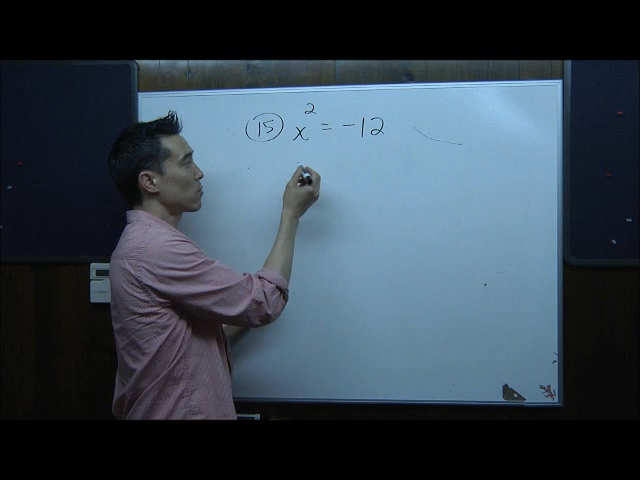 15 x² = -12